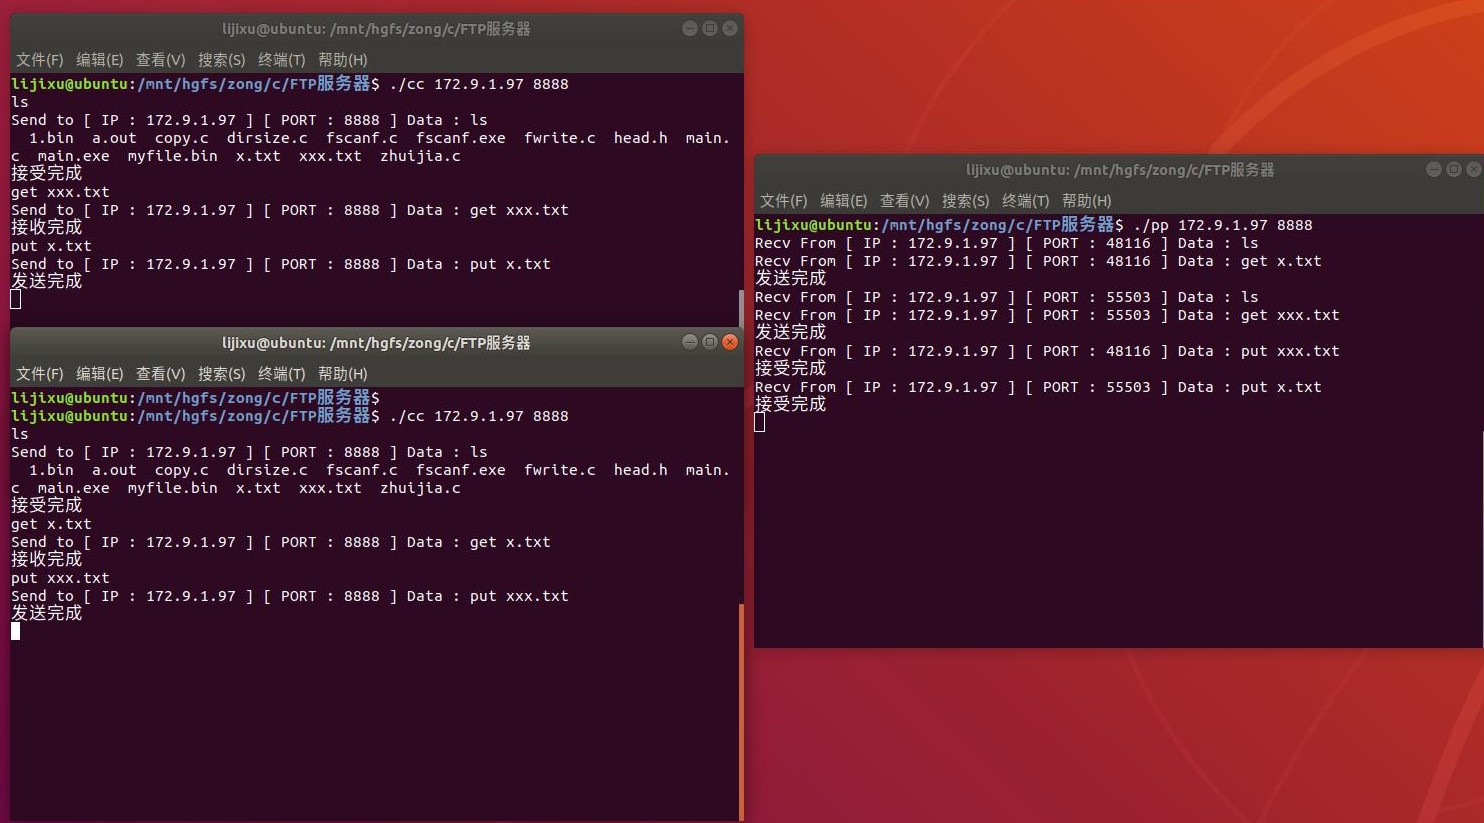 lijixu@ubuntu: /mnt/hgfs/zong/c/FTP服务器
文件(F) 编辑(E) 查看(V) 搜索(S) 终端(T) 帮助(H)
lijixu@ubuntu:/mnt/hgfs/zong/c/FTP服务器$ ./cc 172.9.1.97 8888
ls
Send to [ IP : 172.9.1.97 ] [ PORT : 8888 ] Data : ls
1.bin a.out copy.c dirsize.c fscanf.c fscanf.exe fwrite.c head.h main.
c main.exe myfile.bin x.txt xxx.txt zhuijia.c
接受完成
get xxx.txt
Send to [ IP : 172.9.1.97 ] [ PORT : 8888 ] Data : get xxx.txt
接收完成
put x.txt
Send to [ IP : 172.9.1.97 ] [ PORT : 8888 ] Data : put x.txt
发送完成
lijixu@ubuntu: /mnt/hgfs/zong/c/FTP服务器
文件(F) 编辑(E) 查看(V) 搜索(S) 终端(T) 帮助(H)
lijixu@ubuntu:/mnt/hgfs/zong/c/FTP服务器$
lijixu@ubuntu:/mnt/hgfs/zong/c/FTP服务器$ ./cc 172.9.1.97 8888
ls
Send to [ IP : 172.9.1.97 ] [ PORT : 8888 ] Data : ls
1.bin a.out copy.c dirsize.c fscanf.c fscanf.exe fwrite.c head.h main.
c main.exe myfile.bin x.txt xxx.txt zhuijia.c
接受完成
get x.txt
Send to [ IP : 172.9.1.97 ] [ PORT : 8888 ] Data : get x.txt
接收完成
put xxx.txt
Send to [ IP : 172.9.1.97 ] [ PORT : 8888 ] Data : put xxx.txt
发送完成
lijixu@ubuntu: /mnt/hgfs/zong/c/FTP服务器
文件(F) 编辑(E) 查看(V) 搜索(S) 终端(T) 帮助(H)
lijixu@ubuntu:/mnt/hgfs/zong/c/FTP服务器$ ./pp 172.9.1.97 8888
Recv From [ IP : 172.9.1.97 ] [ PORT : 48116 ] Data : ls
Recv From [ IP : 172.9.1.97 ] [ PORT : 48116 ] Data : get x.txt
发送完成
Recv From [ IP : 172.9.1.97 ] [ PORT : 55503 ] Data : ls
Recv From [ IP : 172.9.1.97 ] [ PORT : 55503 ] Data : get xxx.txt
发送完成
Recv From [ IP : 172.9.1.97 ] [ PORT : 48116 ] Data : put xxx.txt
接受完成
Recv From [ IP : 172.9.1.97 ] [ PORT : 55503 ] Data : put x.txt
接受完成